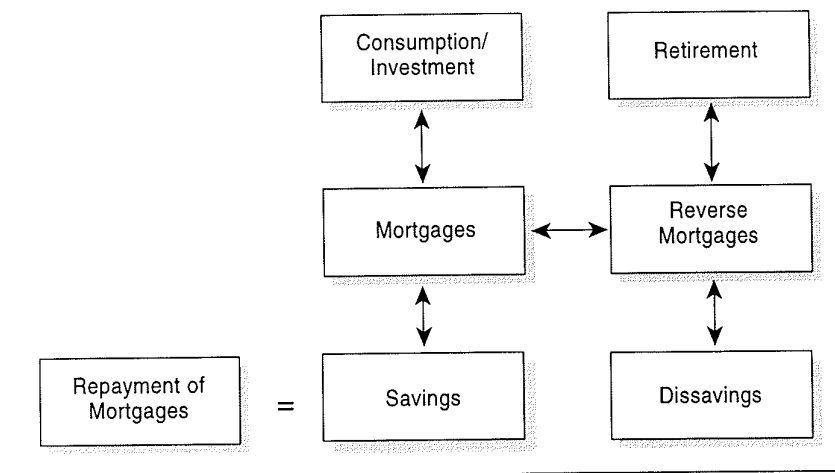 Consumption/
Investment
Retirement
Mortgages
Reverse
Mortgages
Repayment of
Mortgages
=
Savings
Dissavings